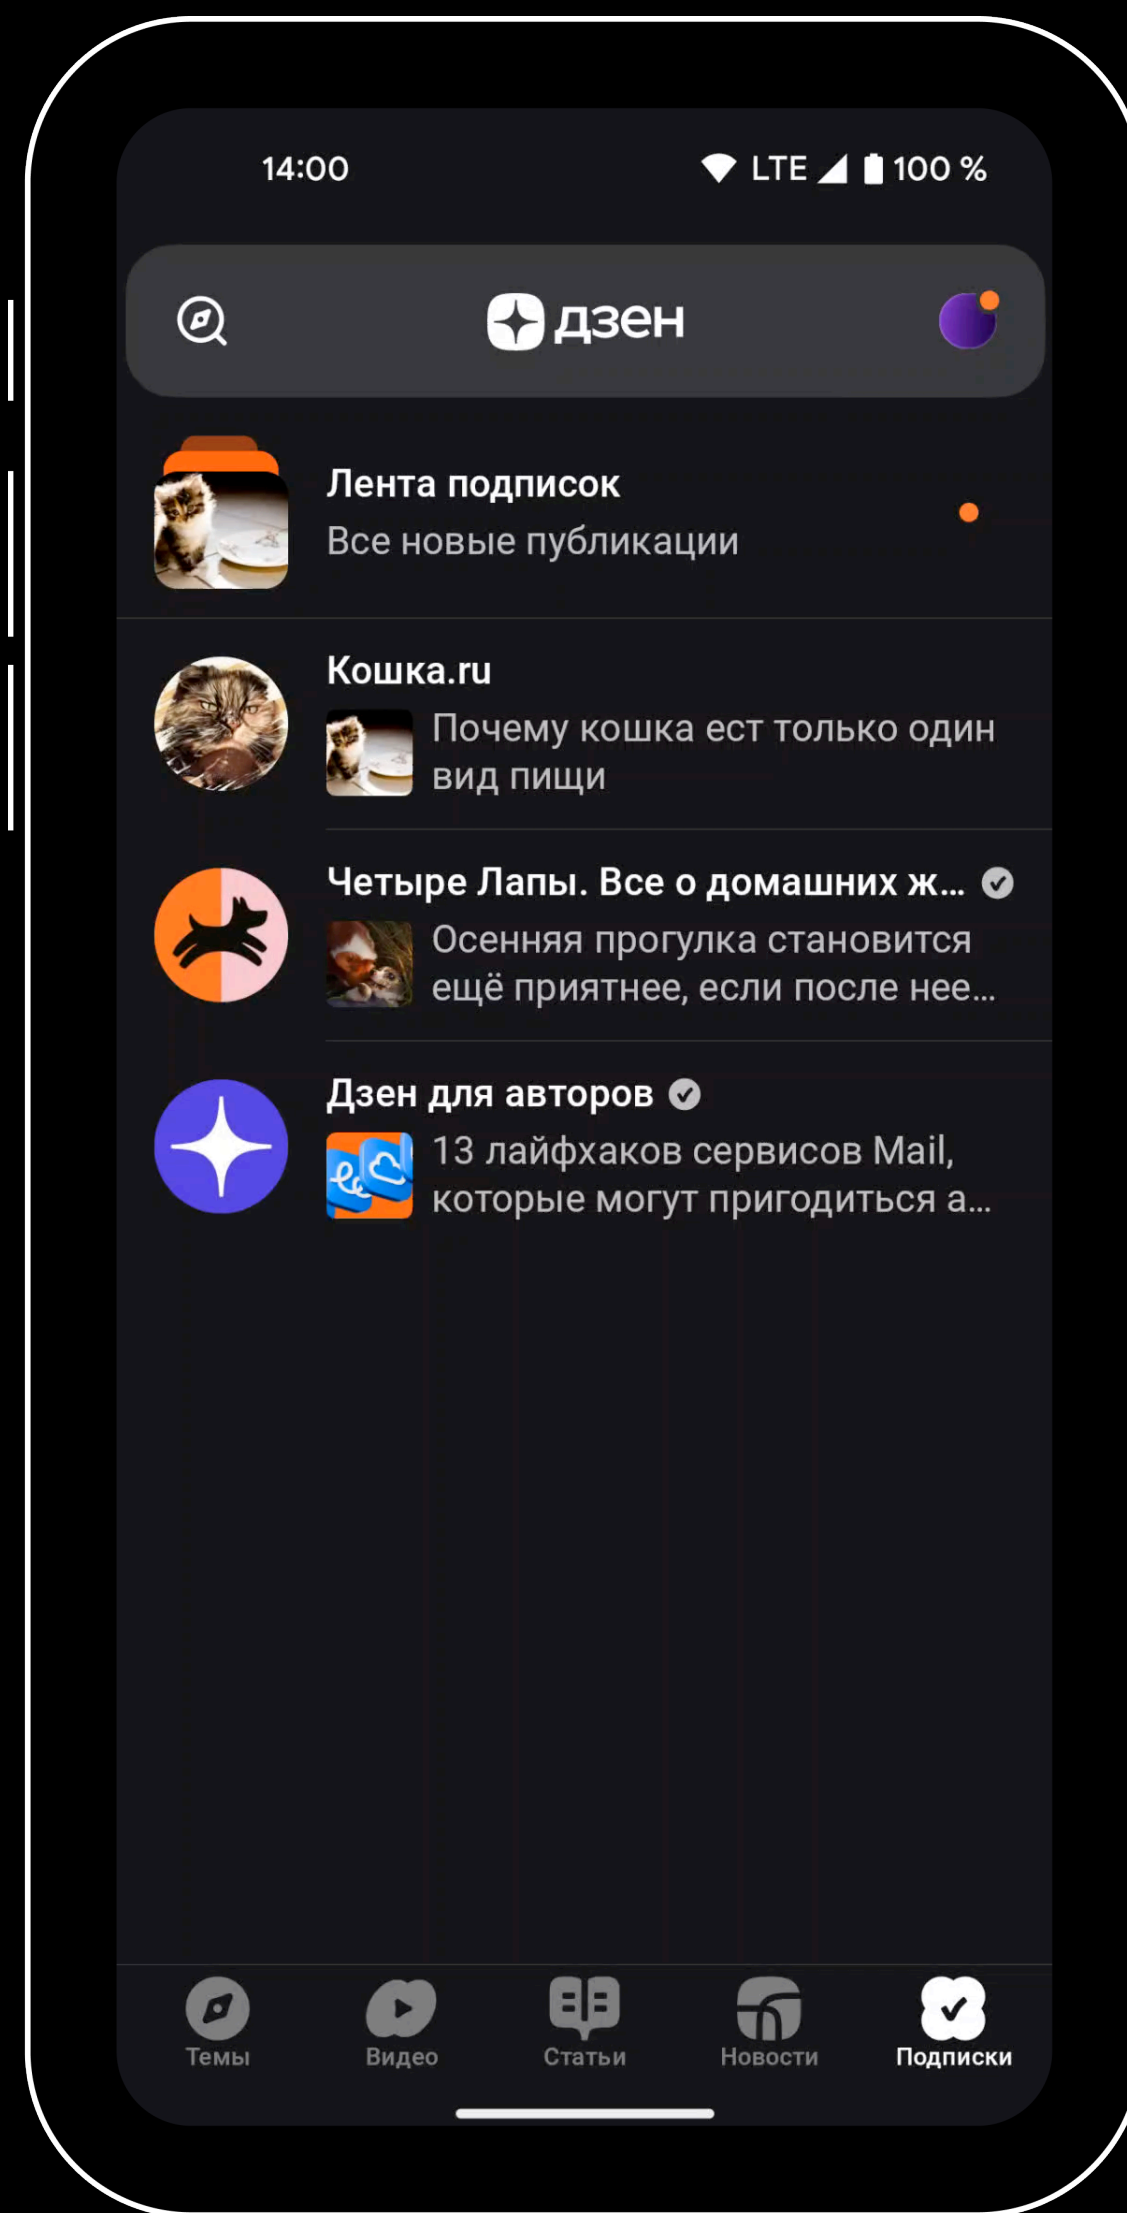 14:00 LTE 100 %
дзен
Лента подписок
Все новые публикации
Кошка.ru
Почему кошка ест только один
вид пищи
Четыре Лапы. Все о домашних ж...
Осенняя прогулка становится
ещё приятнее, если после нее...
Дзен для авторов
13 лайфхаков сервисов Mail,
которые могут пригодиться а...
Темы Видео Статьи Новости Подписки